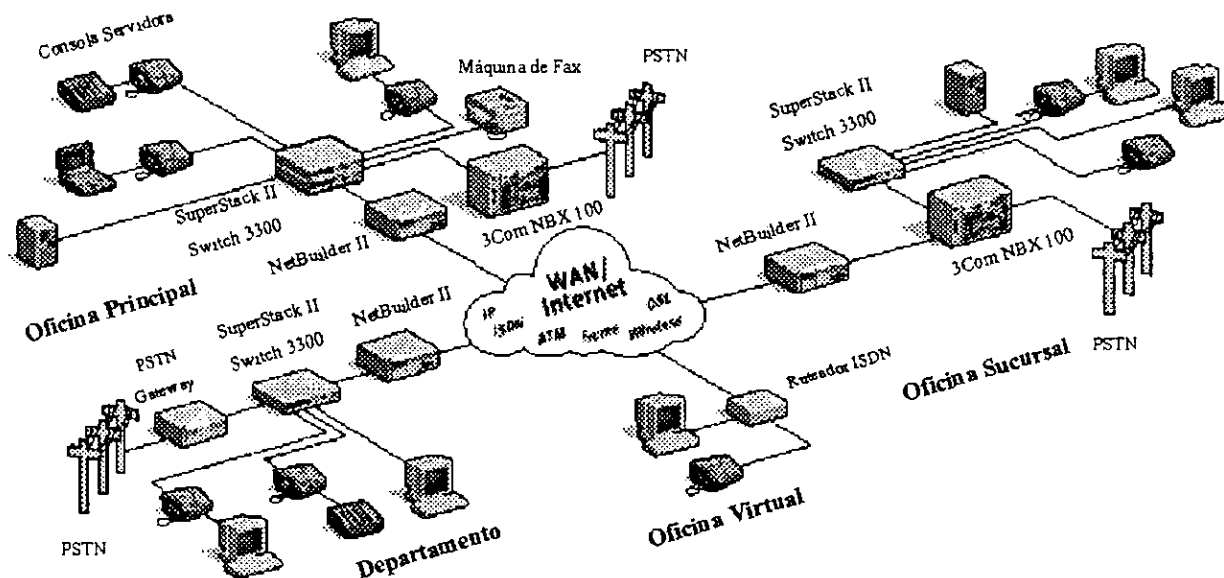 Consola Servidora
Máquina de Fax
PSTN
SuperStack II
Switch 3300
NetBuilder II
3Com NBX 100
Oficina Principal
SuperStack II
Switch 3300
NetBuilder II
3Com NBX 100
PSTN
Oficina Sucursal
WAN/
Internet
IP
ISDN
ATM
Frame
Wireless
DSL
SuperStack II
Switch 3300
NetBuilder II
PSTN
Gateway
PSTN
Departamento
Ruteador ISDN
Oficina Virtual